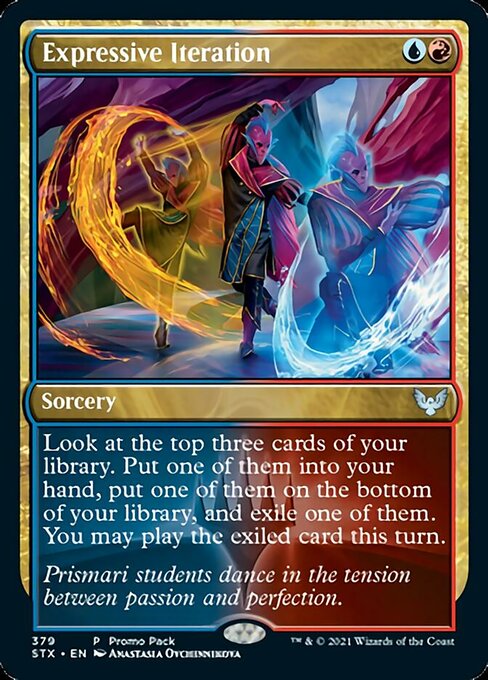 Expressive Iteration
Sorcery
Look at the top three cards of your
library. Put one of them into your
hand, put one of them on the bottom
of your library, and exile one of them.
You may play the exiled card this turn.
Prismari students dance in the tension
between passion and perfection.
379 P Promo Pack
STX • EN Anastasia Ovchinnikova
™ & © 2021 Wizards of the Coast